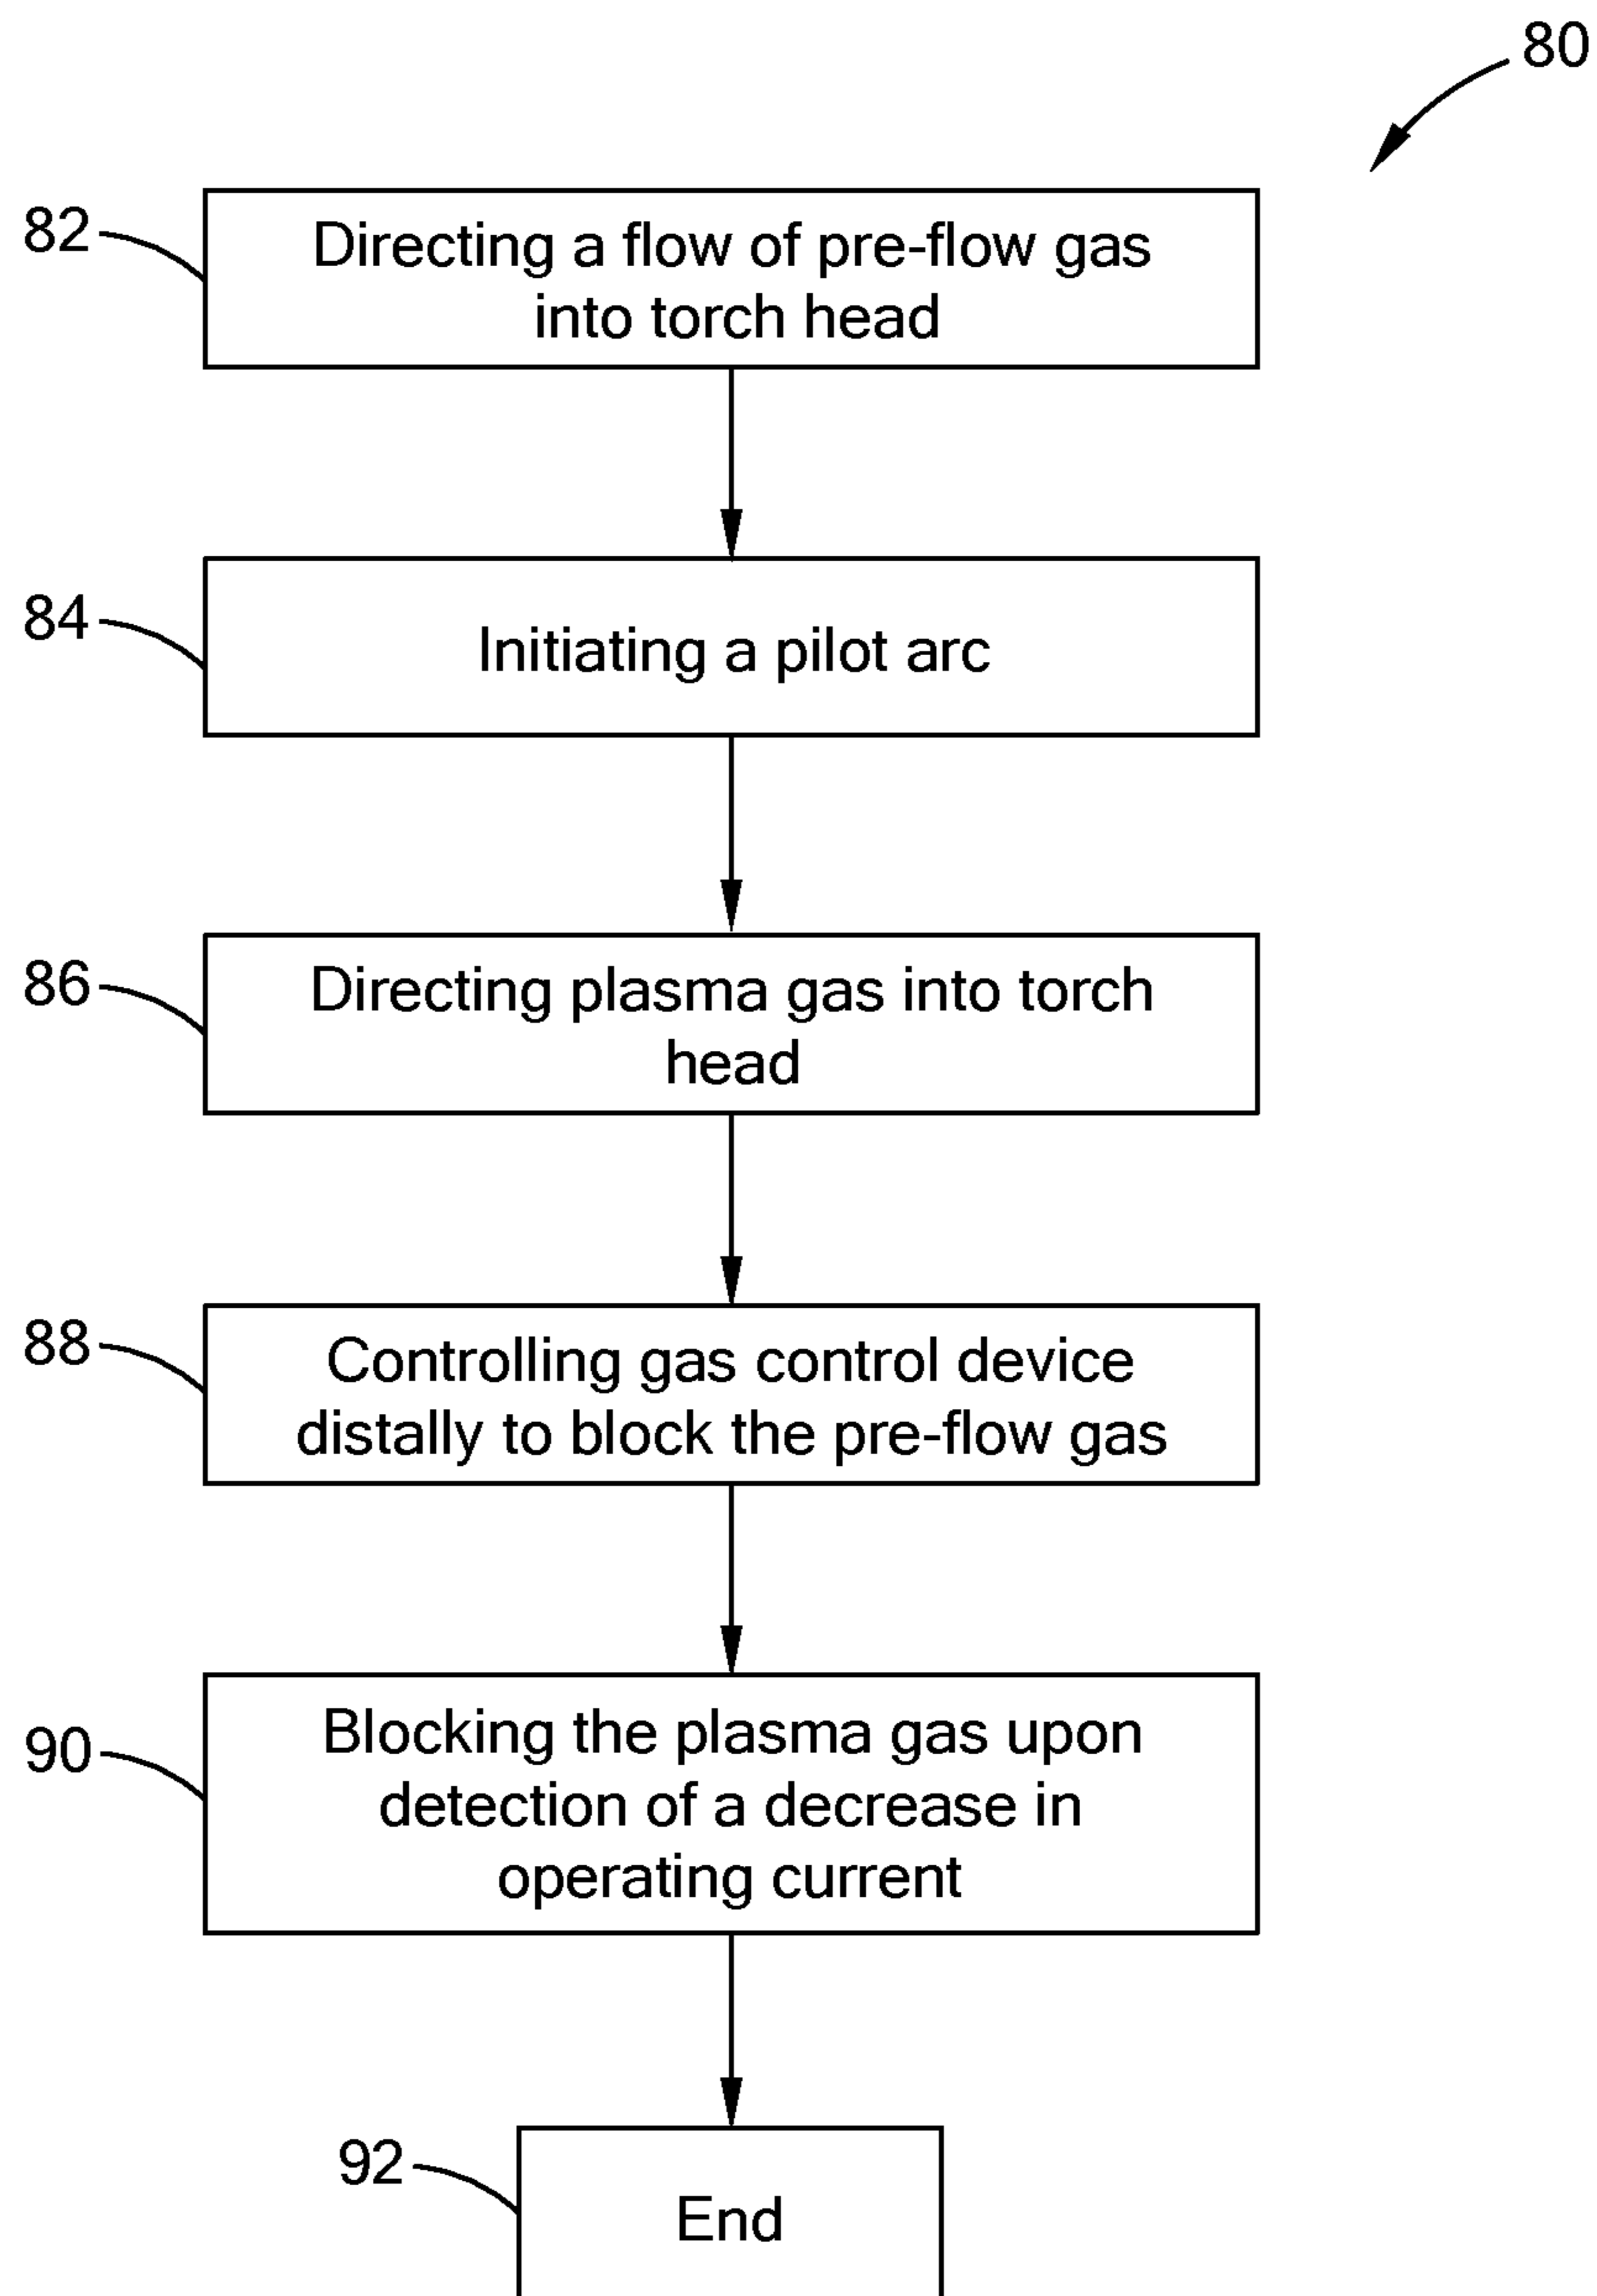 80
82
Directing a flow of pre-flow gas
into torch head
84
Initiating a pilot arc
86
Directing plasma gas into torch
head
88
Controlling gas control device
distally to block the pre-flow gas
90
Blocking the plasma gas upon
detection of a decrease in
operating current
92
End